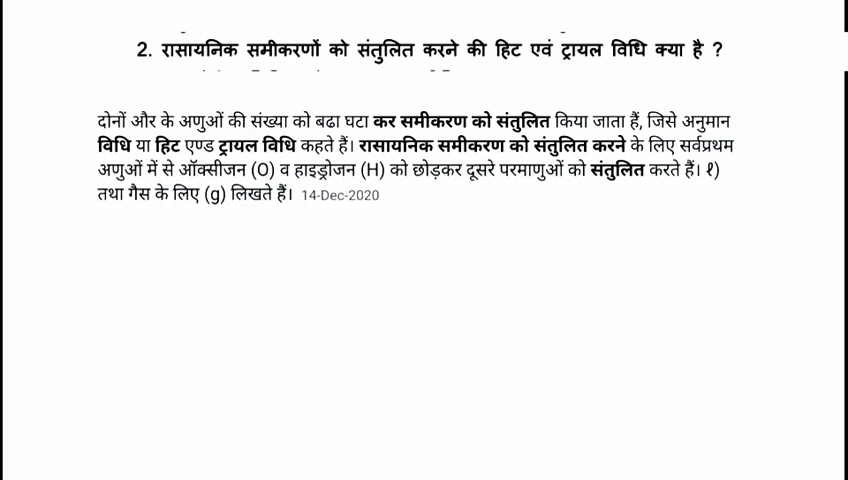 2. रासायनिक समीकरणों को संतुलित करने की हिट एवं ट्रायल विधि क्या है ?
दोनों और के अणुओं की संख्या को बढा घटा कर समीकरण को संतुलित किया जाता हैं, जिसे अनुमान
विधि या हिट एण्ड ट्रायल विधि कहते हैं। रासायनिक समीकरण को संतुलित करने के लिए सर्वप्रथम
अणुओं में से ऑक्सीजन (O) व हाइड्रोजन (H) को छोड़कर दूसरे परमाणुओं को संतुलित करते हैं। ℓ)
तथा गैस के लिए (g) लिखते हैं। 14-Dec-2020